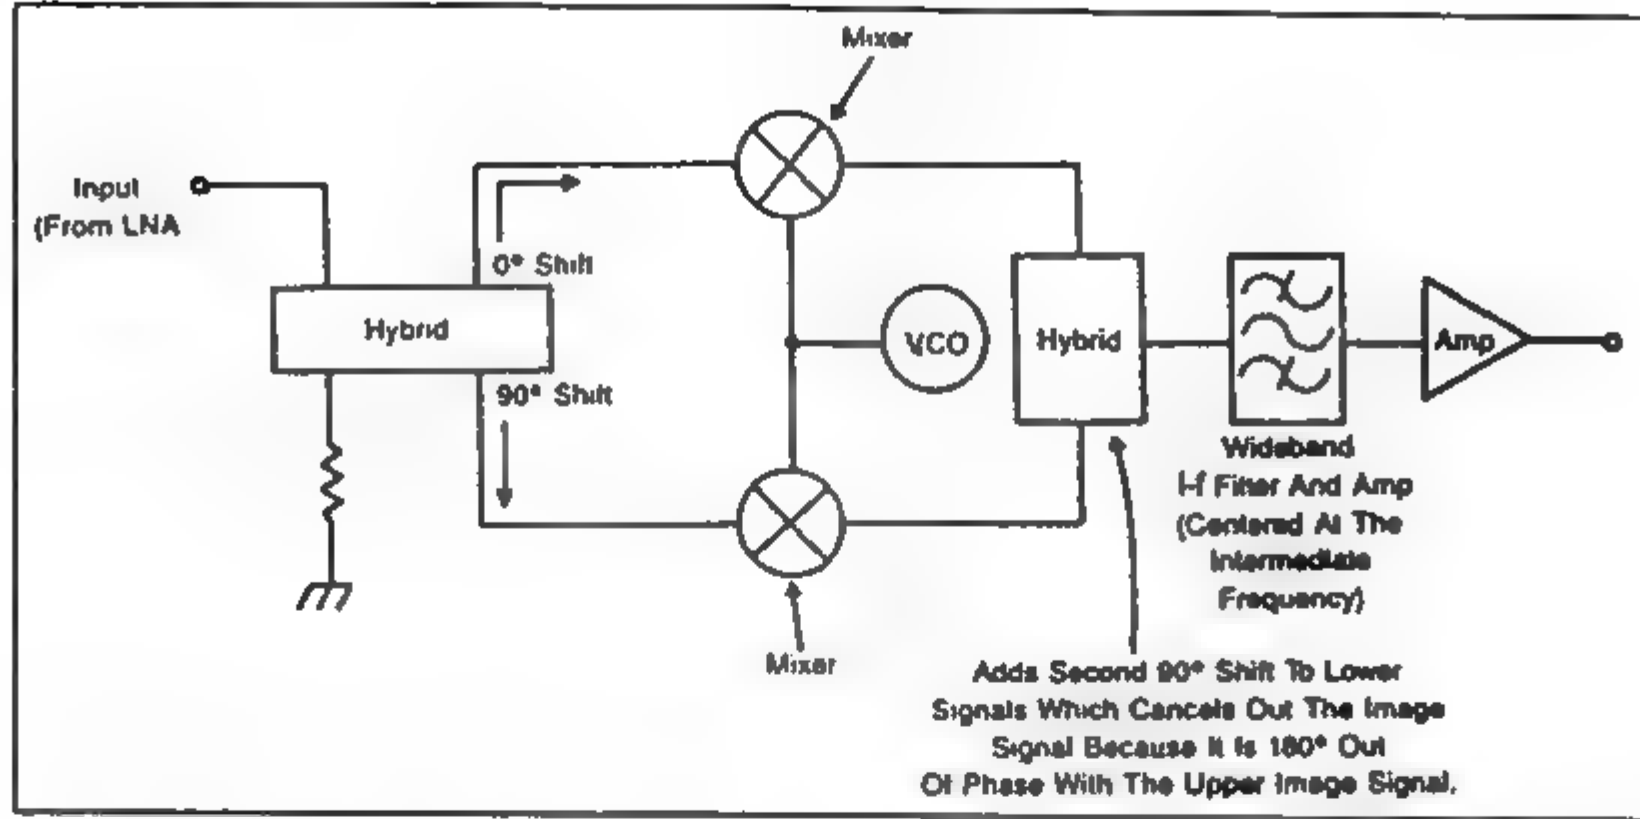 Mixer
Input
(From LNA
0° Shift
Hybrid
90° Shift
VCO
Hybrid
Amp
Wideband
I-f Filter And Amp
(Centered At The
Intermediate
Frequency)
Mixer
Adds Second 90° Shift To Lower
Signals Which Cancels Out The Image
Signal Because It Is 180° Out
Of Phase With The Upper Image Signal.